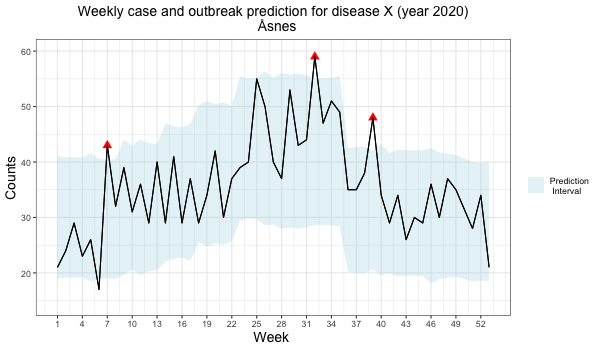 Weekly case and outbreak prediction for disease X (year 2020)
Åsnes
60
50
40
30
20
Counts
1 4 7 10 13 16 19 22 25 28 31 34 37 40 43 46 49 52
Week
Prediction
Interval